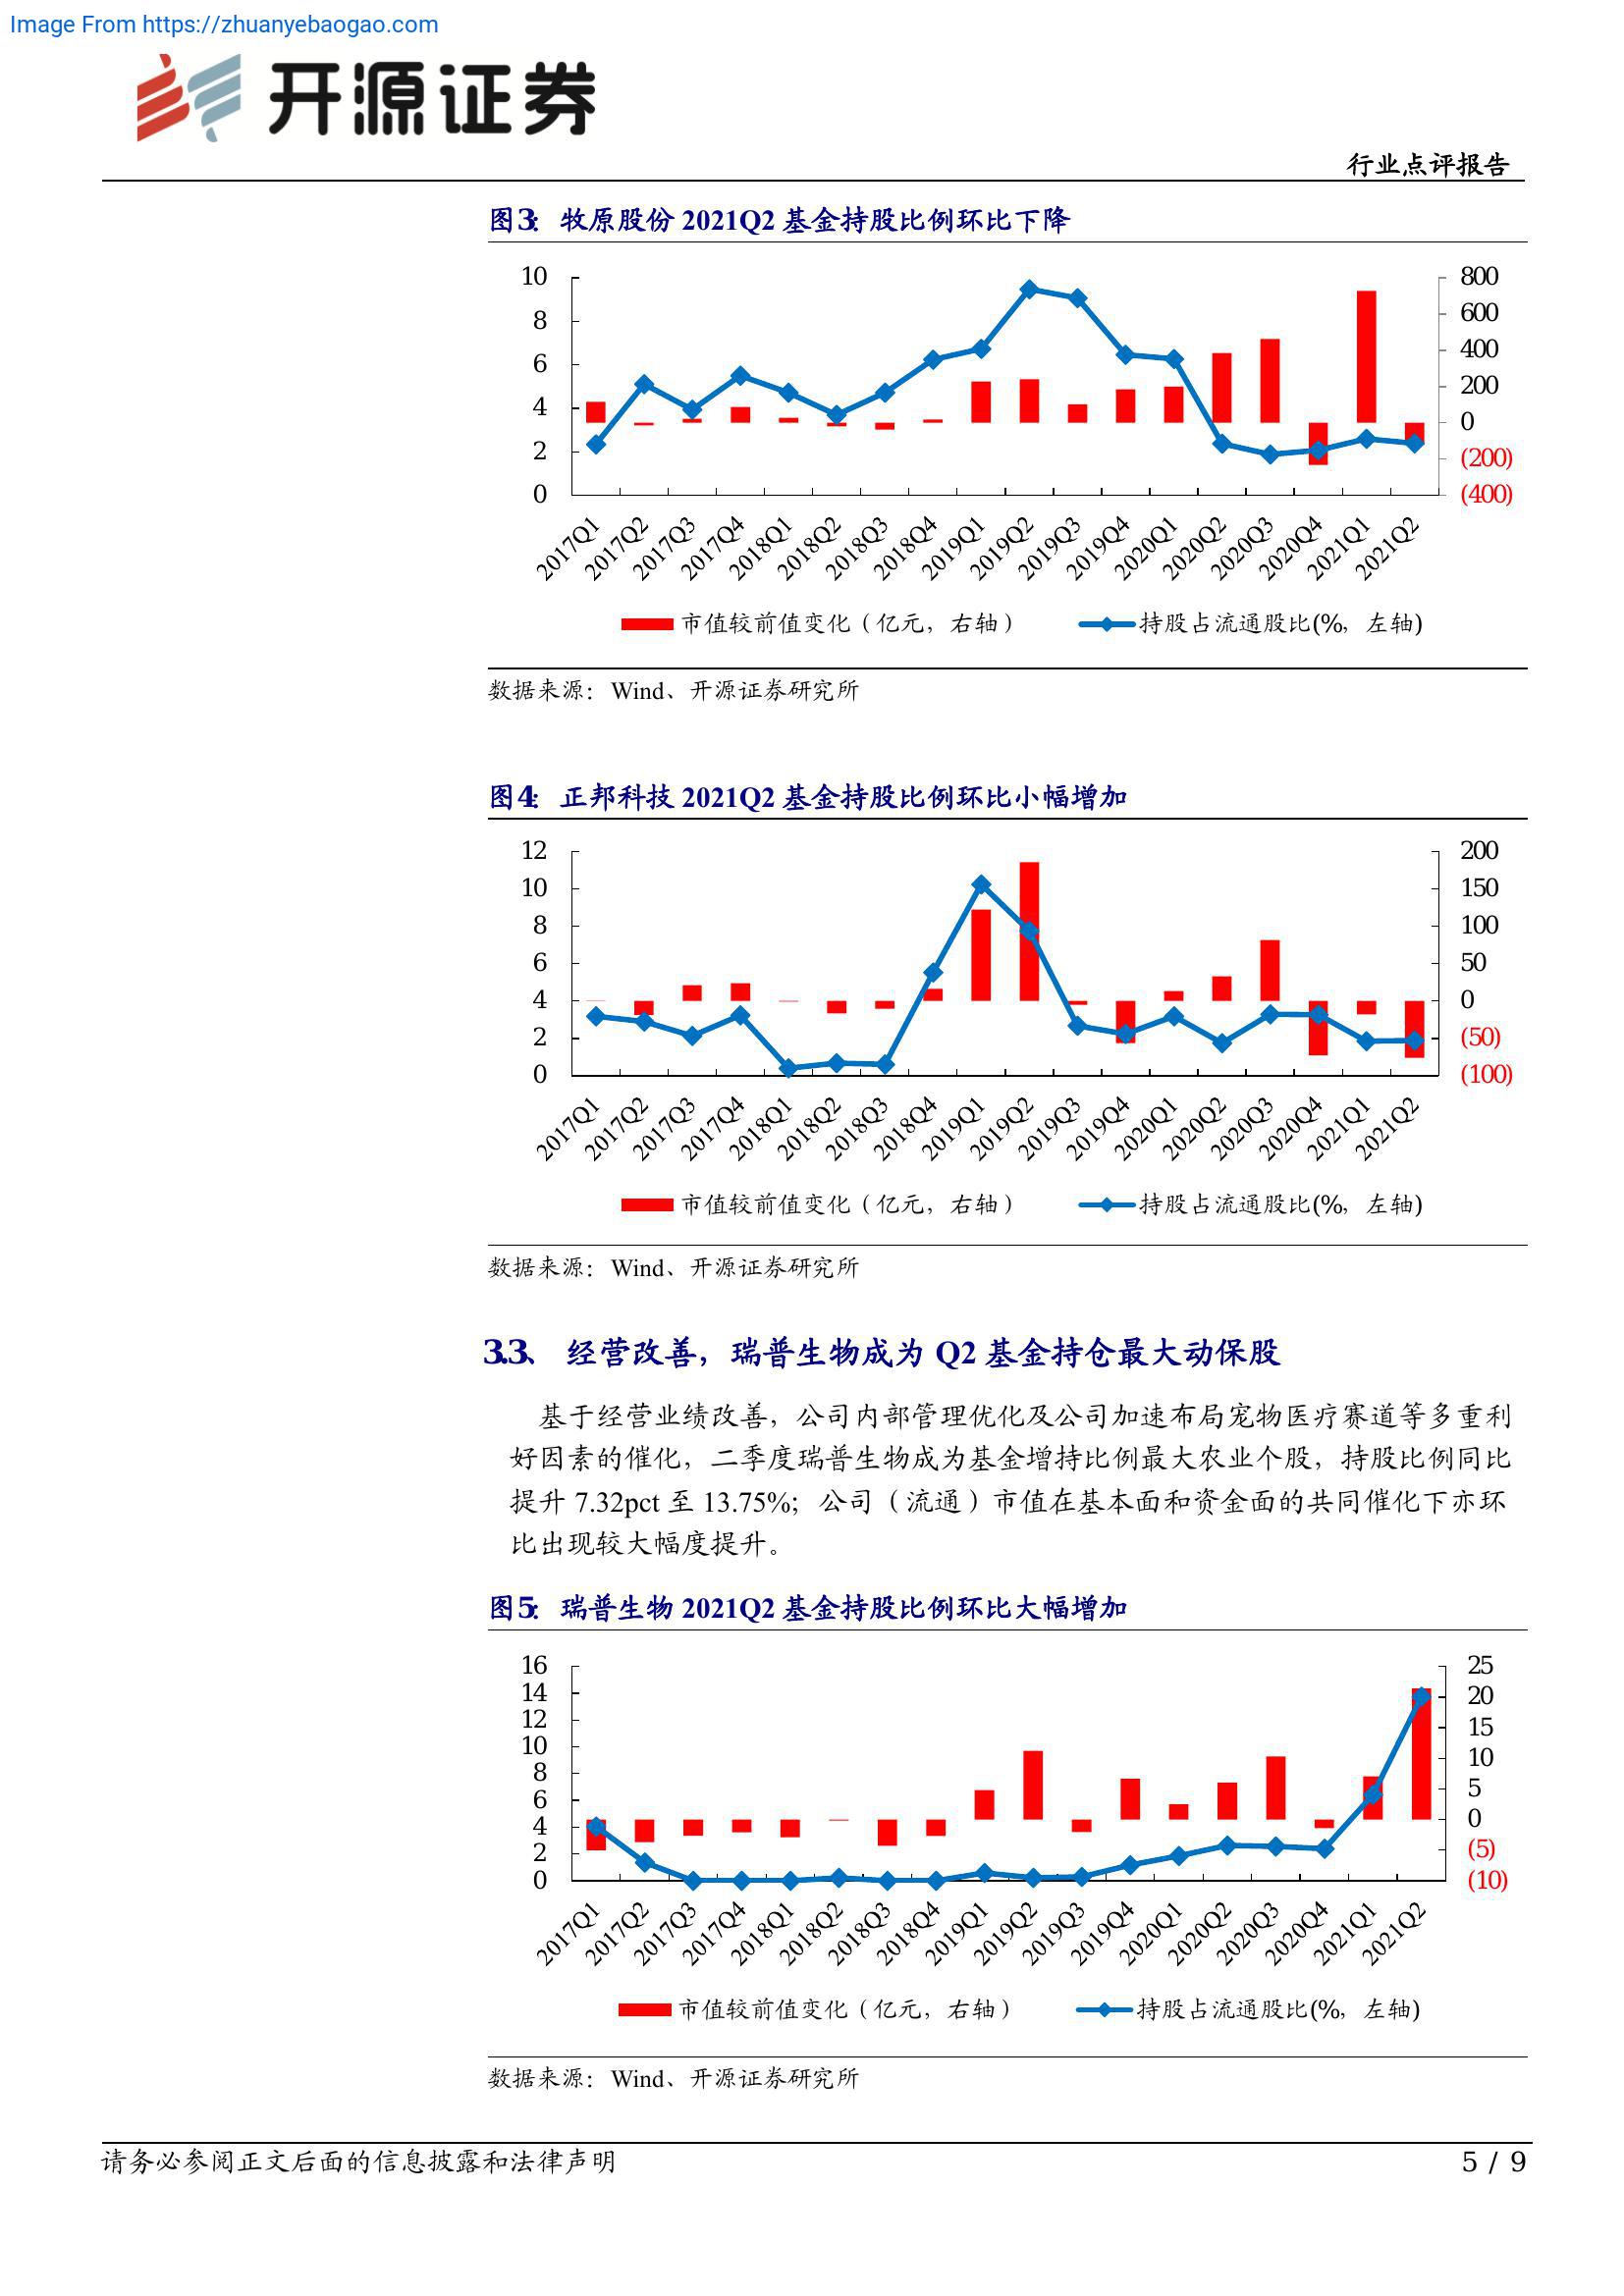 Image From https://zhuanyebaogao.com
开源证券
行业点评报告
图3：牧原股份 2021Q2 基金持股比例环比下降
10
8
6
4
2
0
800
600
400
200
0
(200)
(400)
2017Q1 2017Q2 2017Q3 2017Q4 2018Q1 2018Q2 2018Q3 2018Q4 2019Q1 2019Q2 2019Q3 2019Q4 2020Q1 2020Q2 2020Q3 2020Q4 2021Q1 2021Q2
市值较前值变化（亿元，右轴） 持股占流通股比(%，左轴)
数据来源：Wind、开源证券研究所
图4：正邦科技 2021Q2 基金持股比例环比小幅增加
12
10
8
6
4
2
0
200
150
100
50
0
(50)
(100)
2017Q1 2017Q2 2017Q3 2017Q4 2018Q1 2018Q2 2018Q3 2018Q4 2019Q1 2019Q2 2019Q3 2019Q4 2020Q1 2020Q2 2020Q3 2020Q4 2021Q1 2021Q2
市值较前值变化（亿元，右轴） 持股占流通股比(%，左轴)
数据来源：Wind、开源证券研究所
3.3、 经营改善，瑞普生物成为 Q2 基金持仓最大动保股
基于经营业绩改善，公司内部管理优化及公司加速布局宠物医疗赛道等多重利
好因素的催化，二季度瑞普生物成为基金增持比例最大农业个股，持股比例同比
提升 7.32pct 至 13.75%；公司（流通）市值在基本面和资金面的共同催化下亦环
比出现较大幅度提升。
图5：瑞普生物 2021Q2 基金持股比例环比大幅增加
16
14
12
10
8
6
4
2
0
25
20
15
10
5
0
(5)
(10)
2017Q1 2017Q2 2017Q3 2017Q4 2018Q1 2018Q2 2018Q3 2018Q4 2019Q1 2019Q2 2019Q3 2019Q4 2020Q1 2020Q2 2020Q3 2020Q4 2021Q1 2021Q2
市值较前值变化（亿元，右轴） 持股占流通股比(%，左轴)
数据来源：Wind、开源证券研究所
请务必参阅正文后面的信息披露和法律声明
5 / 9